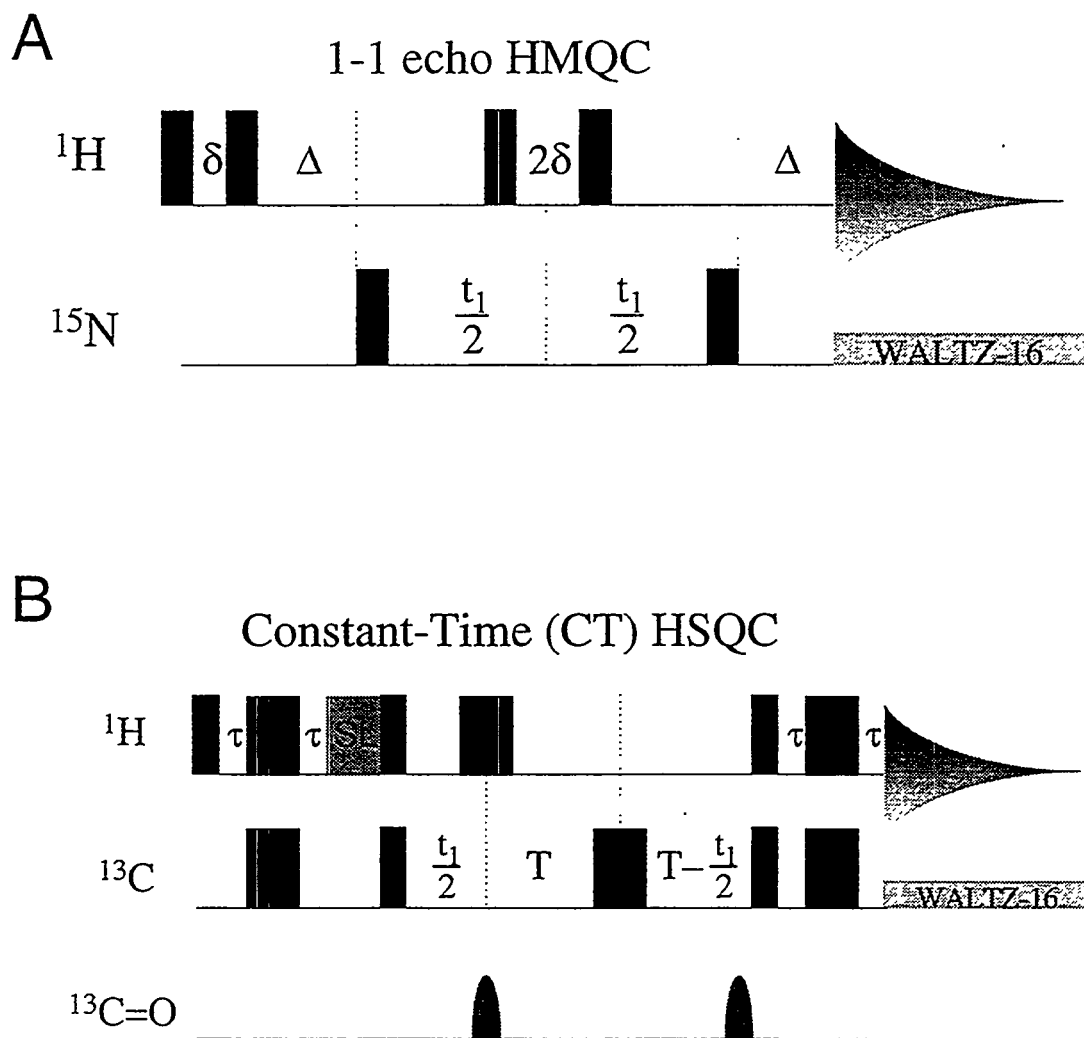 A
1-1 echo HMQC
¹H δ Δ 2δ Δ
¹⁵N t₁/2 t₁/2
WALTZ-16
B
Constant-Time (CT) HSQC
¹H τ τ SL τ τ
¹³C t₁/2 T T-t₁/2
WALTZ-16
¹³C=O